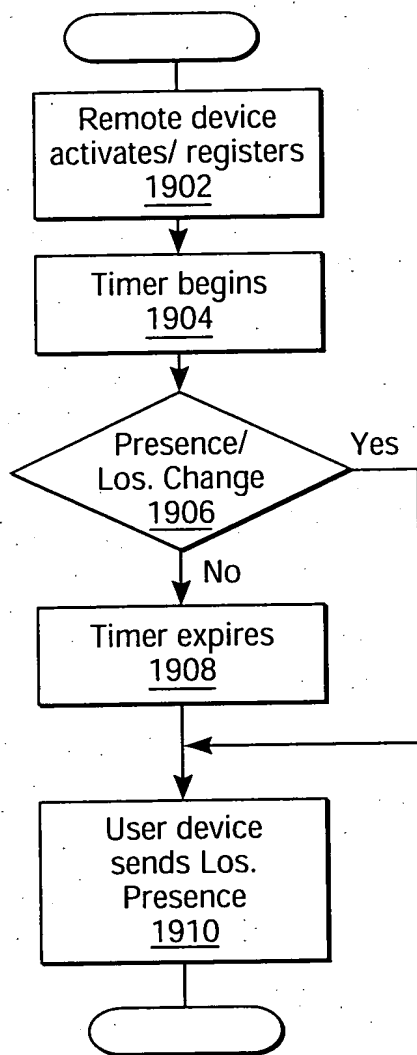 Remote device
activates/ registers
1902
Timer begins
1904
Presence/
Los. Change
1906
Yes
No
Timer expires
1908
User device
sends Los.
Presence
1910